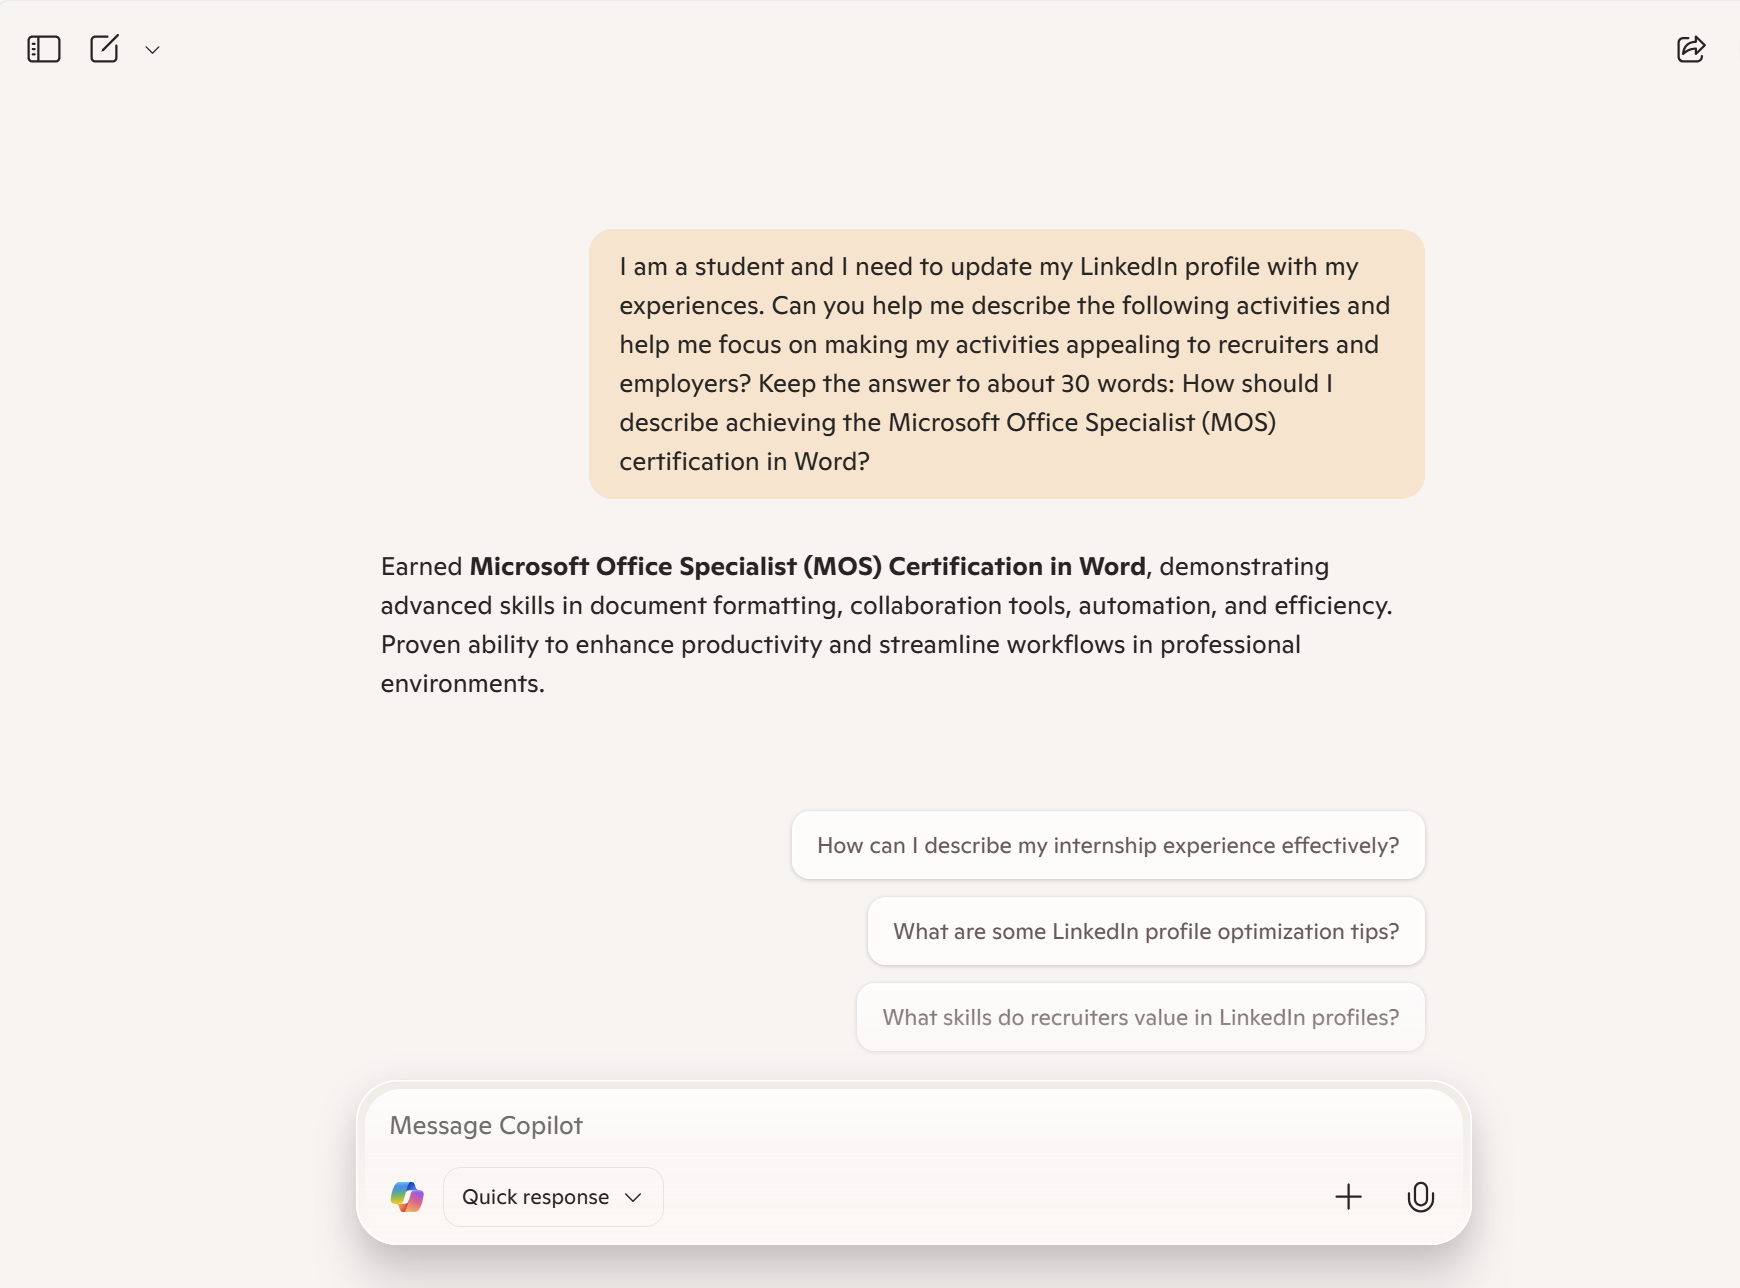 I am a student and I need to update my LinkedIn profile with my
experiences. Can you help me describe the following activities and
help me focus on making my activities appealing to recruiters and
employers? Keep the answer to about 30 words: How should I
describe achieving the Microsoft Office Specialist (MOS)
certification in Word?
Earned Microsoft Office Specialist (MOS) Certification in Word, demonstrating
advanced skills in document formatting, collaboration tools, automation, and efficiency.
Proven ability to enhance productivity and streamline workflows in professional
environments.
How can I describe my internship experience effectively?
What are some LinkedIn profile optimization tips?
What skills do recruiters value in LinkedIn profiles?
Message Copilot
Quick response